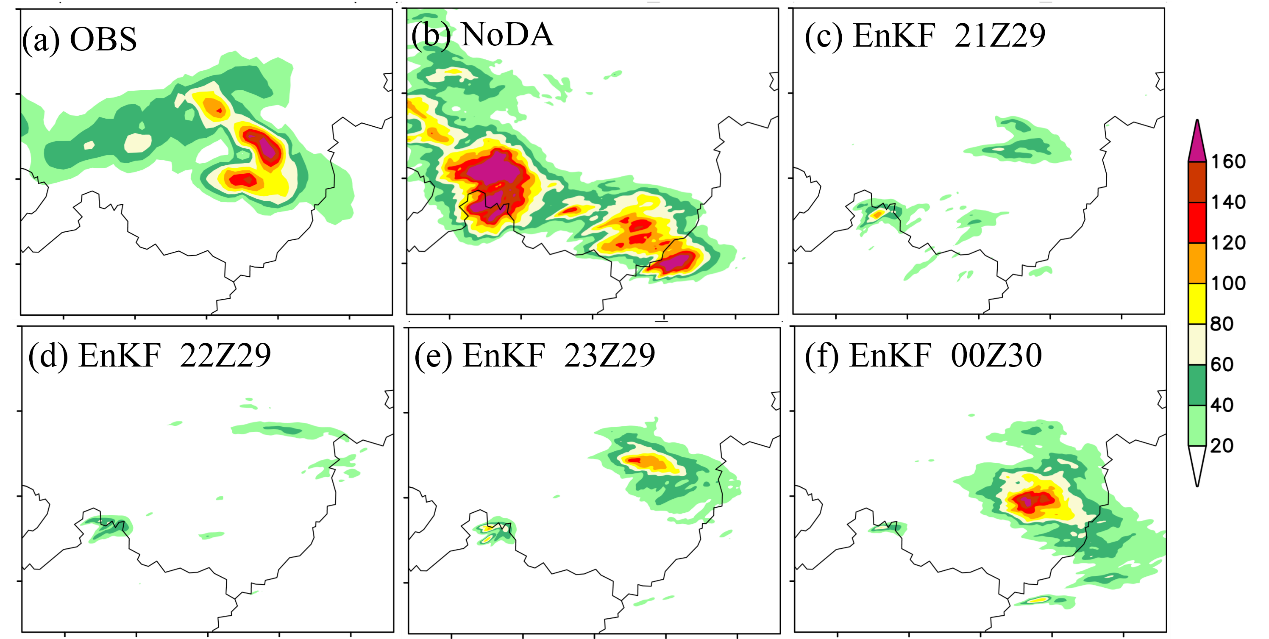 (a) OBS
(b) NoDA
(c) EnKF 21Z29
(d) EnKF 22Z29
(e) EnKF 23Z29
(f) EnKF 00Z30
160
140
120
100
80
60
40
20